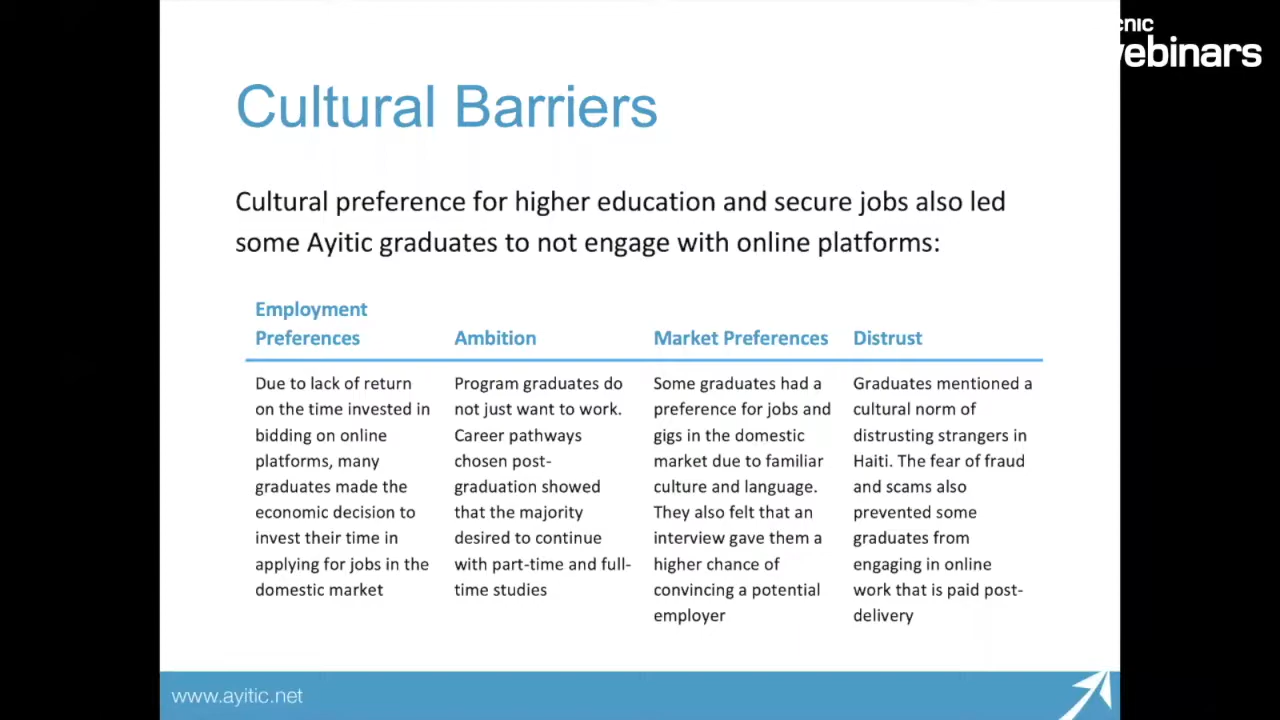 cnic
webinars
Cultural Barriers
Cultural preference for higher education and secure jobs also led
some Ayitic graduates to not engage with online platforms:
Employment
Preferences
Due to lack of return
on the time invested in
bidding on online
platforms, many
graduates made the
economic decision to
invest their time in
applying for jobs in the
domestic market
Ambition
Program graduates do
not just want to work.
Career pathways
chosen post-
graduation showed
that the majority
desired to continue
with part-time and full-
time studies
Market Preferences
Some graduates had a
preference for jobs and
gigs in the domestic
market due to familiar
culture and language.
They also felt that an
interview gave them a
higher chance of
convincing a potential
employer
Distrust
Graduates mentioned a
cultural norm of
distrusting strangers in
Haiti. The fear of fraud
and scams also
prevented some
graduates from
engaging in online
work that is paid post-
delivery
www.ayitic.net